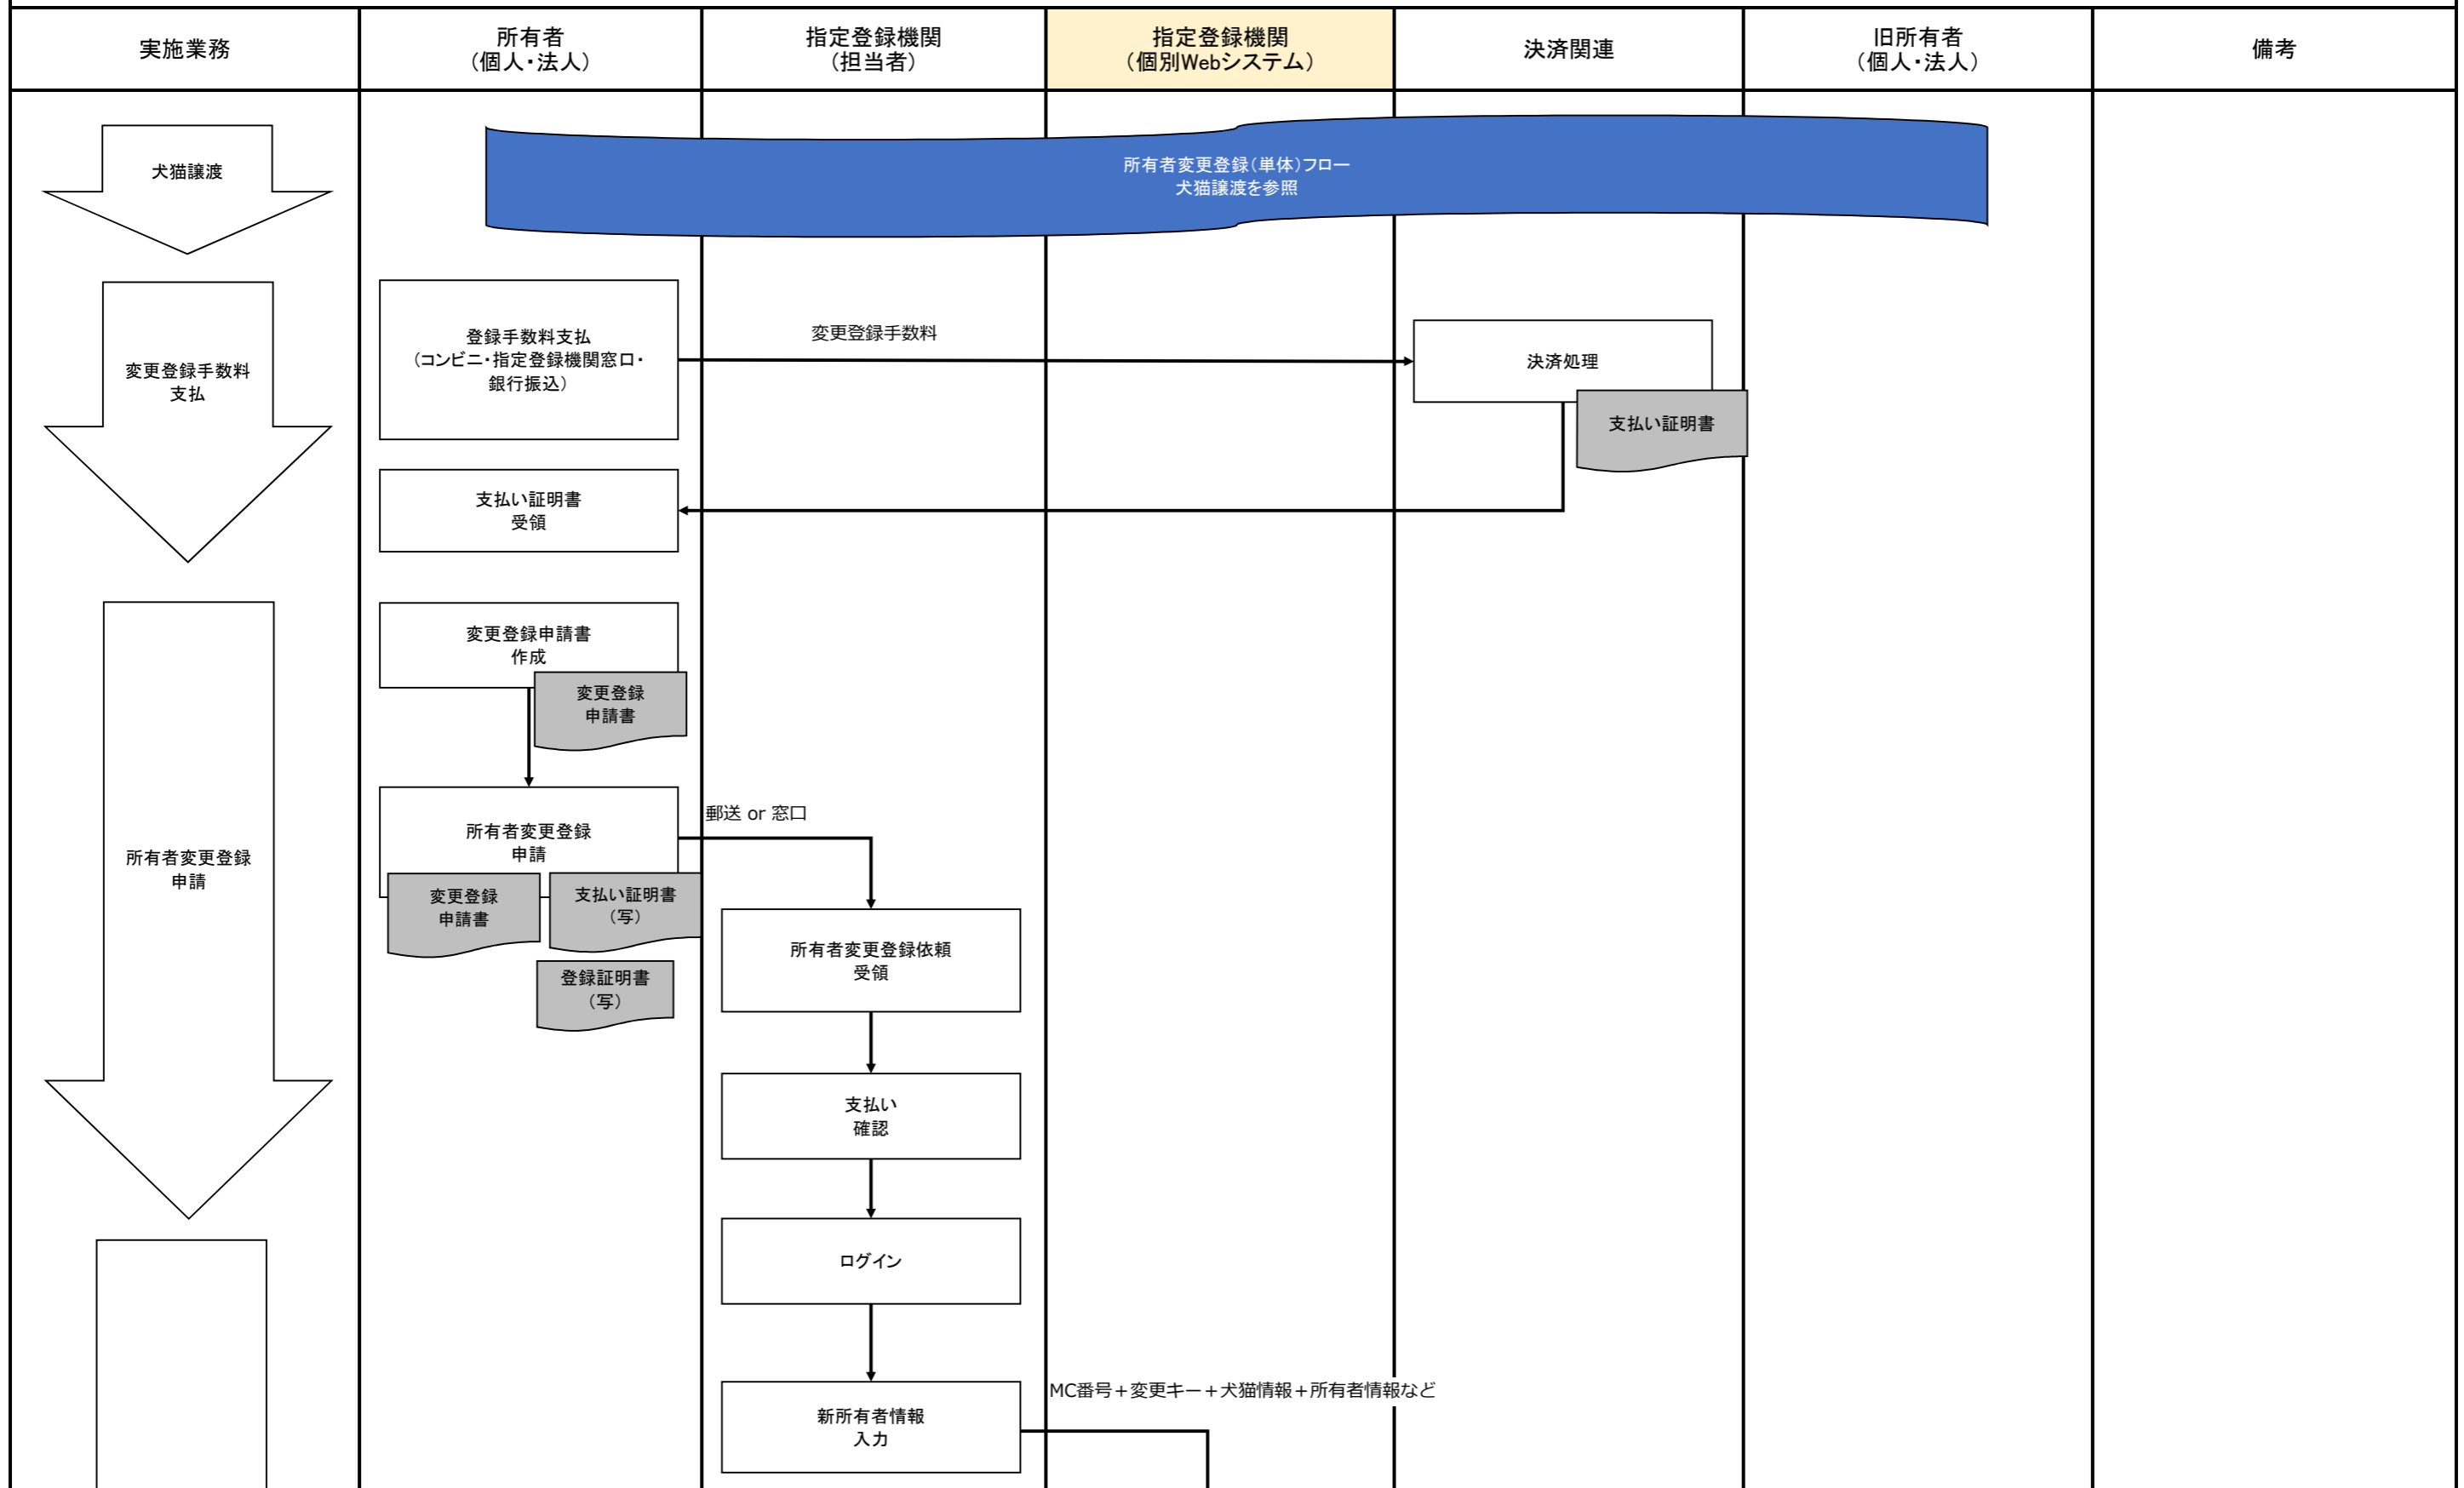 実施業務
所有者
（個人・法人）
指定登録機関
（担当者）
指定登録機関
（個別Webシステム）
決済関連
旧所有者
（個人・法人）
備考
犬猫譲渡
所有者変更登録（単体）フロー
犬猫譲渡を参照
変更登録手数料
支払
登録手数料支払
（コンビニ・指定登録機関窓口・
銀行振込）
変更登録手数料
決済処理
支払い証明書
支払い証明書
受領
所有者変更登録
申請
変更登録申請書
作成
変更登録
申請書
所有者変更登録
申請
郵送 or 窓口
変更登録
申請書
支払い証明書
（写）
登録証明書
（写）
所有者変更登録依頼
受領
支払い
確認
ログイン
新所有者情報
入力
MC番号＋変更キー＋犬猫情報＋所有者情報など